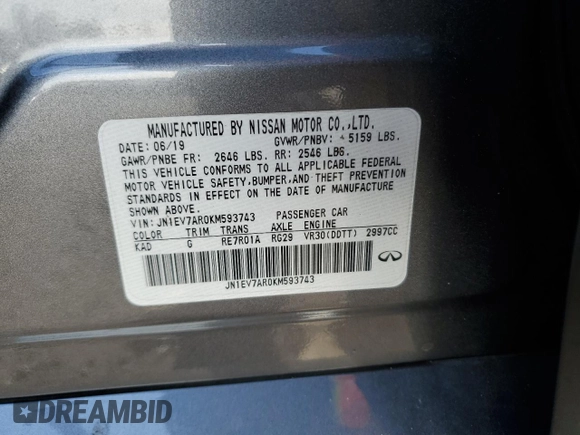 MANUFACTURED BY NISSAN MOTOR CO.,LTD.
DATE: 06/19 GVWR/PNBV: 5159 LBS.
GAWR/PNBE FR: 2646 LBS. RR: 2546 LBS.
THIS VEHICLE CONFORMS TO ALL APPLICABLE FEDERAL
MOTOR VEHICLE SAFETY,BUMPER,AND THEFT PREVENTION
STANDARDS IN EFFECT ON THE DATE OF MANUFACTURE
SHOWN ABOVE.
VIN:JN1EV7AR0KM593743 PASSENGER CAR
COLOR TRIM TRANS AXLE ENGINE
KAD G RE7R01A RG29 VR30(DDTT) 2997CC
JN1EV7AR0KM593743
DREAMBID